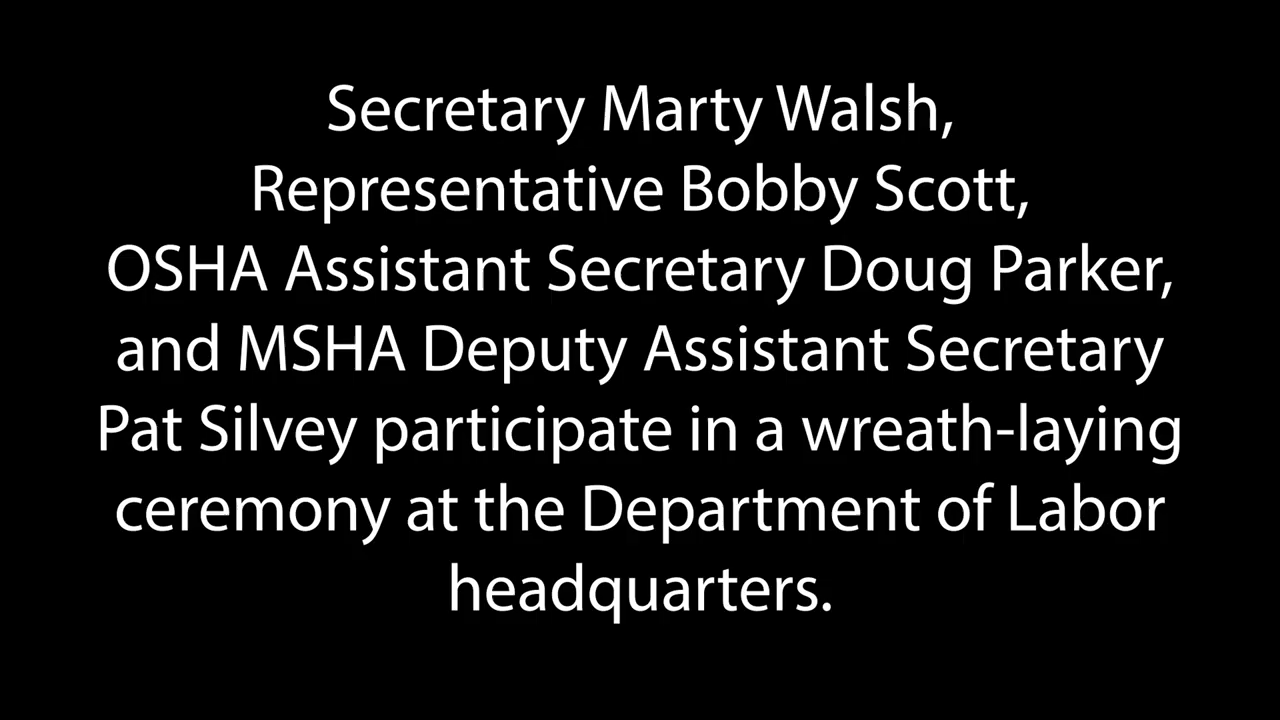 Secretary Marty Walsh,
Representative Bobby Scott,
OSHA Assistant Secretary Doug Parker,
and MSHA Deputy Assistant Secretary
Pat Silvey participate in a wreath-laying
ceremony at the Department of Labor
headquarters.